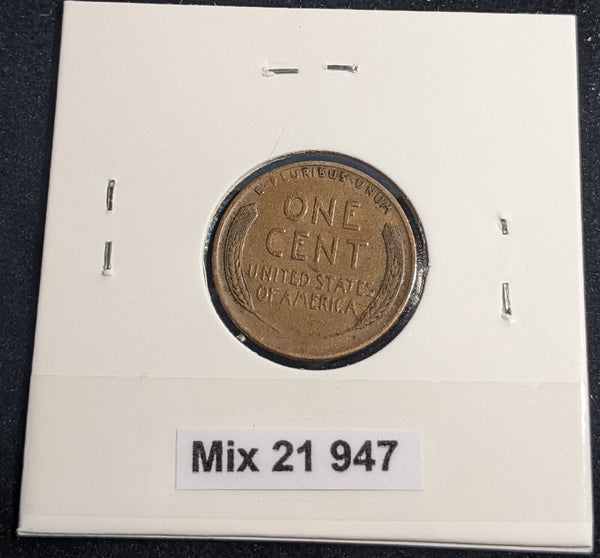 E·PLURIBUS·UNUM
ONE
CENT
UNITED STATES
OF AMERICA
Mix 21 947